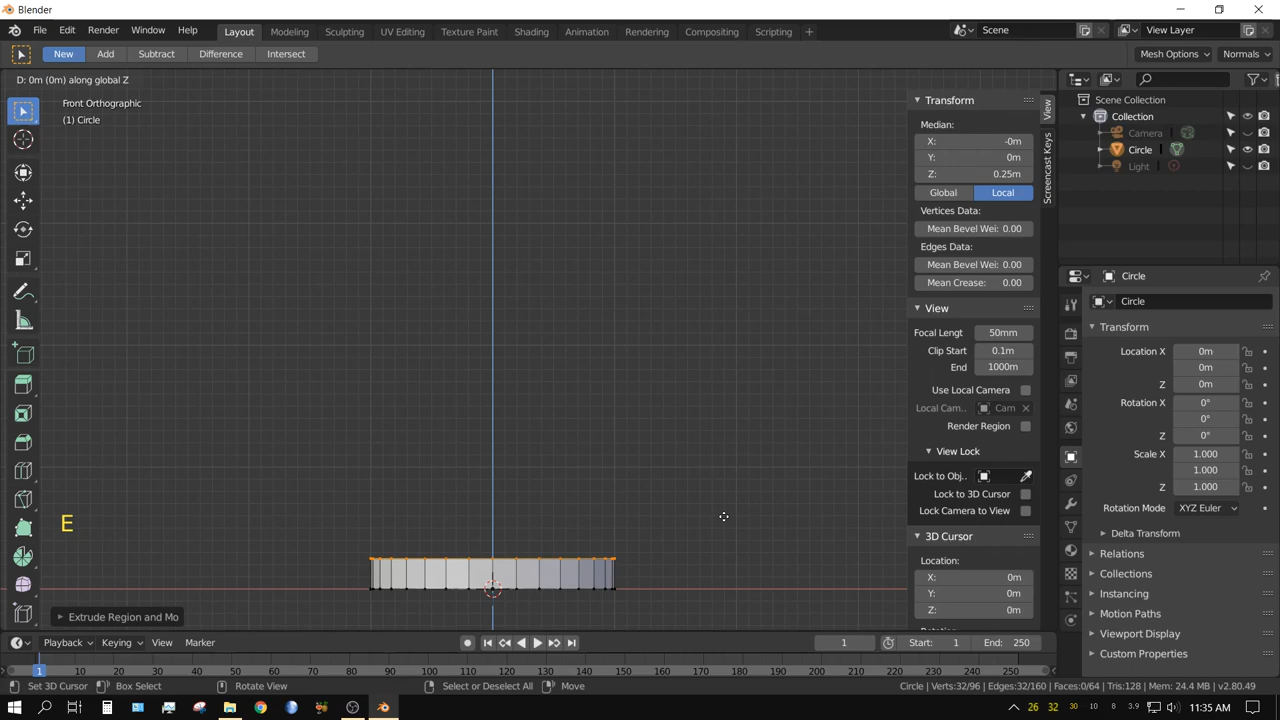 Blender
File Edit Render Window Help Layout Modeling Sculpting UV Editing Texture Paint Shading Animation Rendering Compositing Scripting + Scene View Layer
New Add Subtract Difference Intersect Mesh Options Normals
D: 0m (0m) along global Z
Front Orthographic
(1) Circle
E
Extrude Region and Mo
Transform
Median:
X: -0m
Y: 0m
Z: 0.25m
Global Local
Vertices Data:
Mean Bevel Wei: 0.00
Edges Data:
Mean Bevel Wei: 0.00
Mean Crease: 0.00
View
Focal Lengt 50mm
Clip Start 0.1m
End 1000m
Use Local Camera
Local Cam.. Cam
Render Region
View Lock
Lock to Obj..
Lock to 3D Cursor
Lock Camera to View
3D Cursor
Location:
X: 0m
Y: 0m
Z: 0m
View
Screencast Keys
Scene Collection
Collection
Camera
Circle
Light
Circle
Circle
Transform
Location X 0m
0m
Z 0m
Rotation X 0°
0°
Z 0°
Scale X 1.000
1.000
Z 1.000
Rotation Mode XYZ Euler
Delta Transform
Relations
Collections
Instancing
Motion Paths
Viewport Display
Custom Properties
Playback Keying View Marker 1 Start: 1 End: 250
1 10 20 30 40 50 60 70 80 90 100 110 120 130 140 150 160 170 180 190 200 210 220 230 240 250
Set 3D Cursor Box Select Rotate View Select or Deselect All Move Circle | Verts:32/96 | Edges:32/160 | Faces:0/64 | Tris:128 | Mem: 24.4 MB | v2.80.49
26 32 30 10 8 3.9 11:35 AM